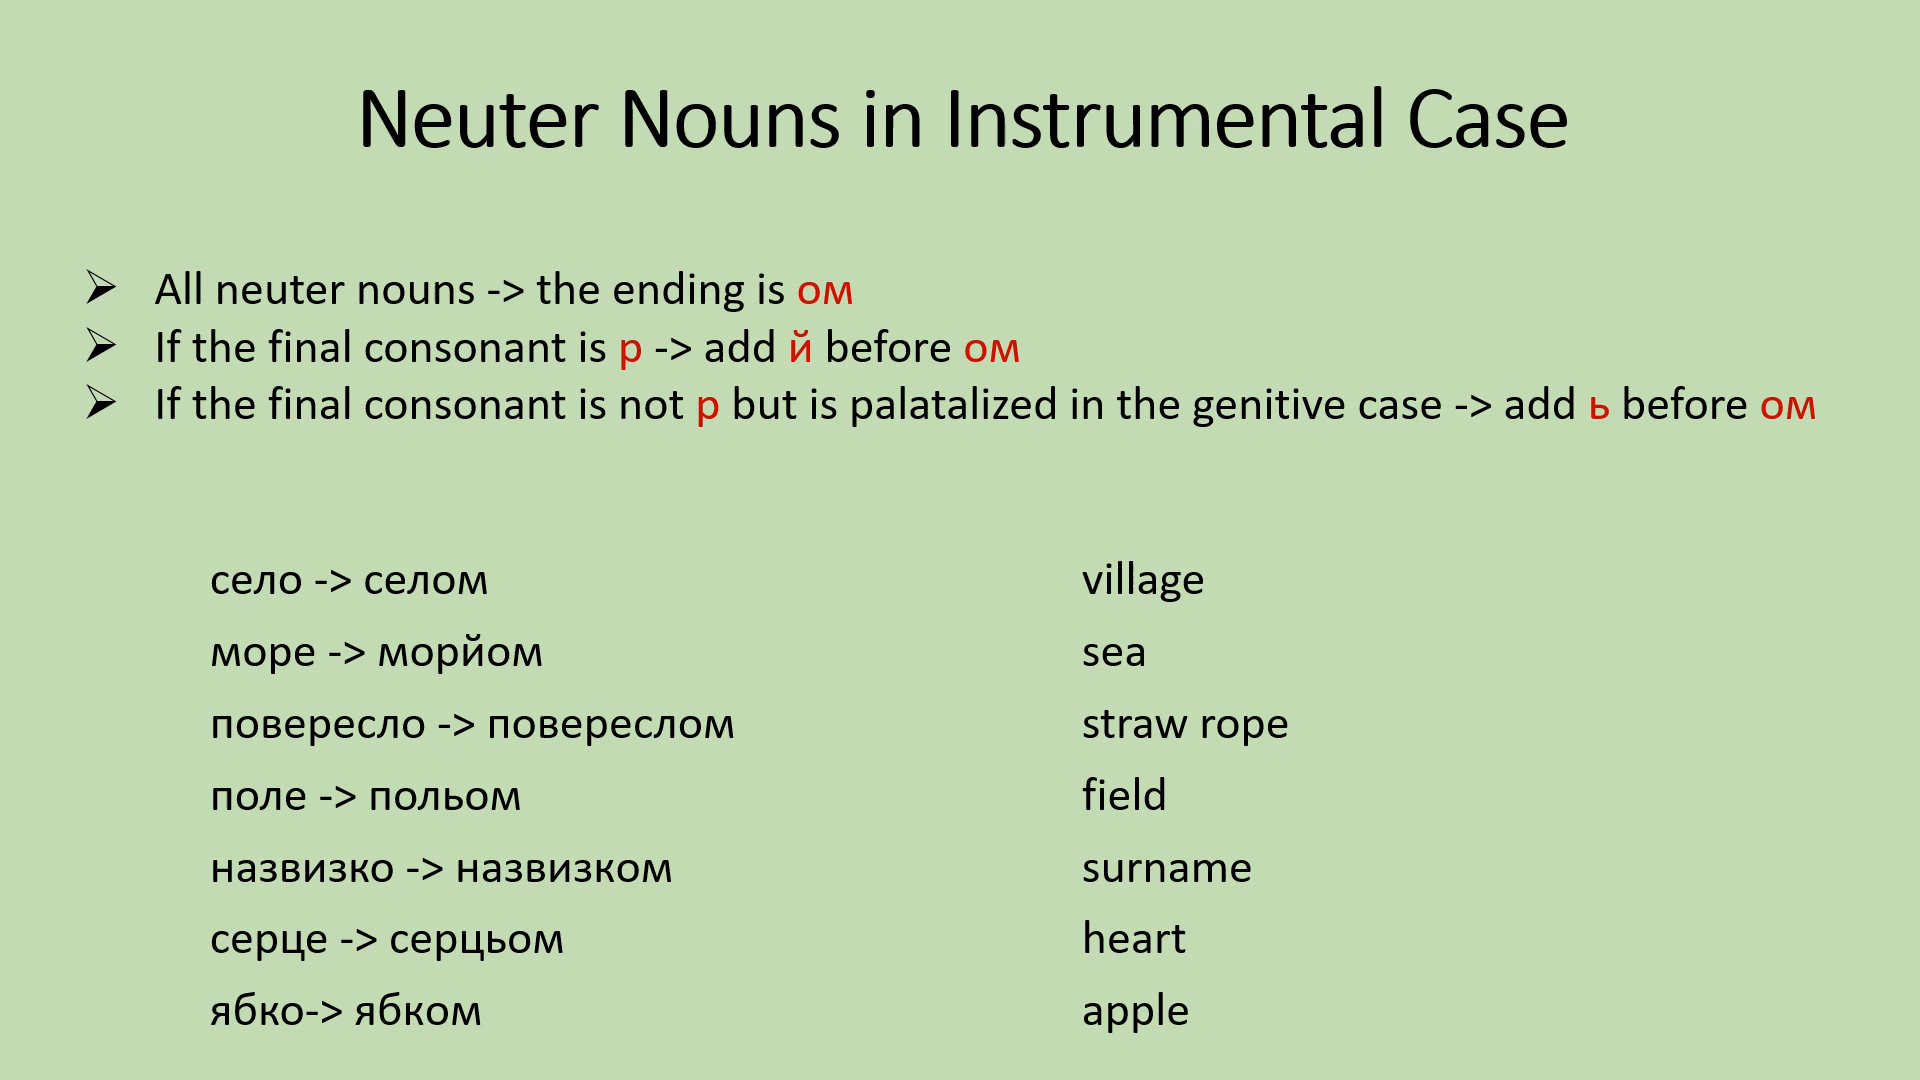 Neuter Nouns in Instrumental Case
➢ All neuter nouns -> the ending is ом
➢ If the final consonant is р -> add й before ом
➢ If the final consonant is not р but is palatalized in the genitive case -> add ь before ом
село -> селом village
море -> морйом sea
повересло -> повереслом straw rope
поле -> польом field
назвизко -> назвизком surname
серце -> серцьом heart
ябко-> ябком apple